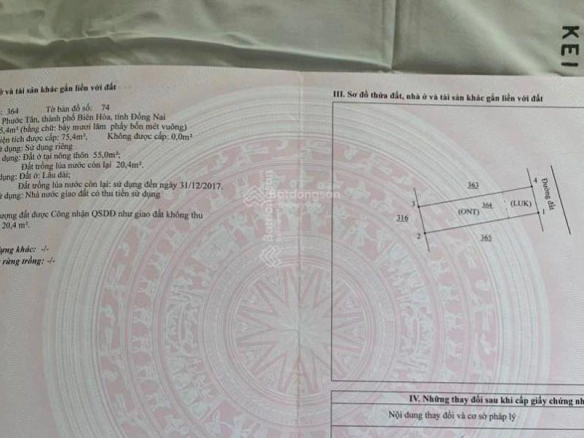 KEI
ở và tài sản khác gắn liền với đất
: 364 Tờ bản đồ số: 74
Phước Tân, thành phố Biên Hòa, tỉnh Đồng Nai
5,4m² (bằng chữ: bảy mươi lăm phẩy bốn mét vuông)
iện tích được cấp: 75,4m² Không được cấp: 0,0m²
ử dụng: Sử dụng riêng
dụng: Đất ở tại nông thôn 55,0m²;
Đất trồng lúa nước còn lại 20,4m².
dụng: Đất ở: Lâu dài;
Đất trồng lúa nước còn lại: sử dụng đến ngày 31/12/2017.
ử dụng: Nhà nước giao đất có thu tiền sử dụng
ượng đất được Công nhận QSDĐ như giao đất không thu
20,4 m².
dựng khác: -/-
rừng trồng: -/-
III. Sơ đồ thửa đất, nhà ở và tài sản khác gắn liền với đất
363
4
Đường đất
3
364
(LUK)
316
(ONT)
1
2
365
Batdongsan
IV. Những thay đổi sau khi cấp giấy chứng nh
Nội dung thay đổi và cơ sở pháp lý